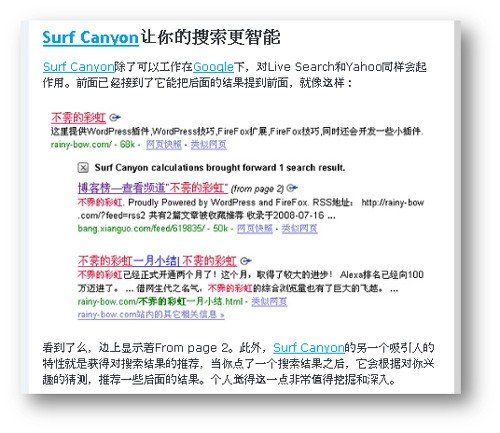 Surf Canyon让你的搜索更智能
Surf Canyon除了可以工作在Google下，对Live Search和Yahoo同样会起
作用。前面已经接到了它能把后面的结果提到前面，就像这样：
不雾的彩虹
这里提供WordPress插件,WordPress技巧,FireFox扩展,FireFox技巧,同时还会开发一些小插件.
rainy-bow.com/ - 68k - 网页快照 - 类似网页
Surf Canyon calculations brought forward 1 search result.
博客榜—查看频道"不雾的彩虹" (from page 2)
不雾的彩虹. Proudly Powered by WordPress and FireFox. RSS地址: http://rainy-bow
.com/?feed=rss2 共有2篇文章被收藏推荐 收录于2008-07-16 ...
bang.xianguo.com/feed/619835/ - 50k - 网页快照 - 类似网页
不雾的彩虹一月小结| 不雾的彩虹
不雾的彩虹已经正式开通两个月了！这个月，取得了较大的进步！ Alexa排名已经向100
万迈进了。 ... 借网生代之名气，不雾的彩虹的综合浏览量也有了巨大的飞越。 ...
rainy-bow.com/不雾的彩虹一月小结.html - 类似网页
rainy-bow.com站内的其它相关信息 »
看到了么，边上显示着From page 2。此外，Surf Canyon的另一个吸引人的
特性就是获得对搜索结果的推荐，当你点了一个搜索结果之后，它会根据对你兴
趣的猜测，推荐一些后面的结果。个人觉得这一点非常值得挖掘和深入。